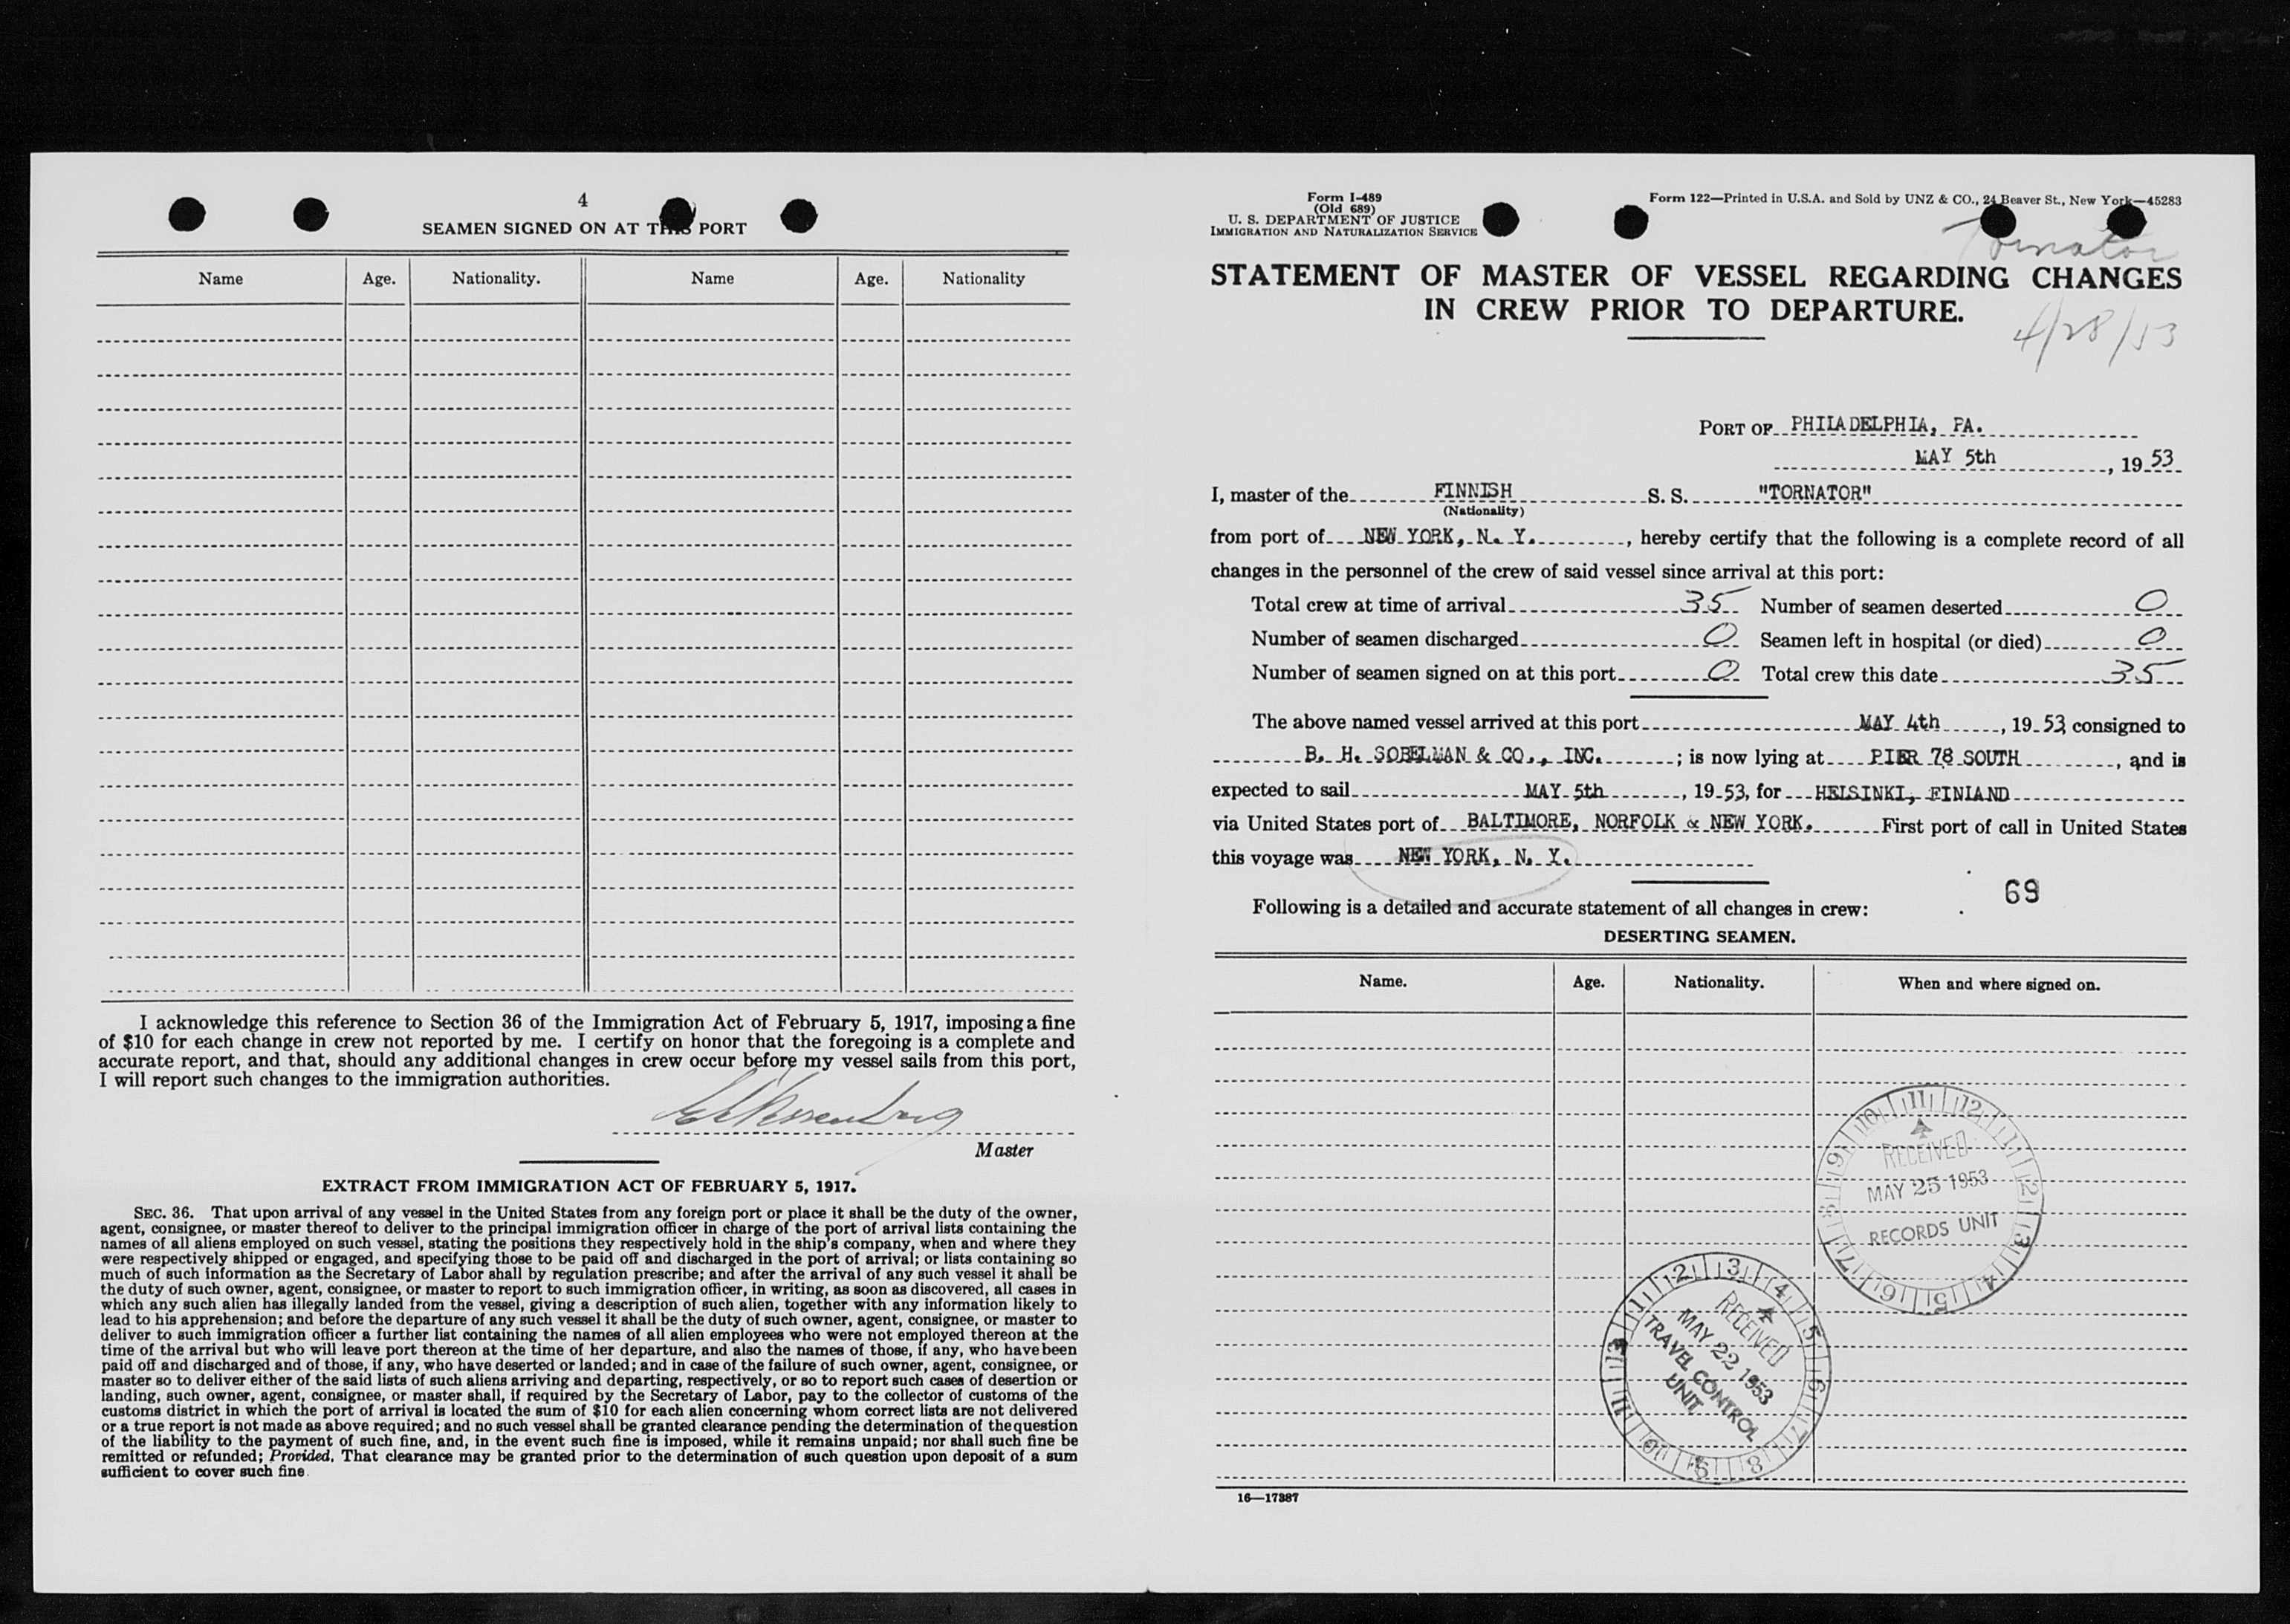 4
SEAMEN SIGNED ON AT THIS PORT
Name Age. Nationality. Name Age. Nationality
I acknowledge this reference to Section 36 of the Immigration Act of February 5, 1917, imposing a fine
of $10 for each change in crew not reported by me. I certify on honor that the foregoing is a complete and
accurate report, and that, should any additional changes in crew occur before my vessel sails from this port,
I will report such changes to the immigration authorities.
Master
EXTRACT FROM IMMIGRATION ACT OF FEBRUARY 5, 1917.
SEC. 36. That upon arrival of any vessel in the United States from any foreign port or place it shall be the duty of the owner,
agent, consignee, or master thereof to deliver to the principal immigration officer in charge of the port of arrival lists containing the
names of all aliens employed on such vessel, stating the positions they respectively hold in the ship's company, when and where they
were respectively shipped or engaged, and specifying those to be paid off and discharged in the port of arrival; or lists containing so
much of such information as the Secretary of Labor shall by regulation prescribe; and after the arrival of any such vessel it shall be
the duty of such owner, agent, consignee, or master to report to such immigration officer, in writing, as soon as discovered, all cases in
which any such alien has illegally landed from the vessel, giving a description of such alien, together with any information likely to
lead to his apprehension; and before the departure of any such vessel it shall be the duty of such owner, agent, consignee, or master to
deliver to such immigration officer a further list containing the names of all alien employees who were not employed thereon at the
time of the arrival but who will leave port thereon at the time of her departure, and also the names of those, if any, who have been
paid off and discharged and of those, if any, who have deserted or landed; and in case of the failure of such owner, agent, consignee, or
master so to deliver either of the said lists of such aliens arriving and departing, respectively, or so to report such cases of desertion or
landing, such owner, agent, consignee, or master shall, if required by the Secretary of Labor, pay to the collector of customs of the
customs district in which the port of arrival is located the sum of $10 for each alien concerning whom correct lists are not delivered
or a true report is not made as above required; and no such vessel shall be granted clearance pending the determination of the question
of the liability to the payment of such fine, and, in the event such fine is imposed, while it remains unpaid; nor shall such fine be
remitted or refunded; Provided, That clearance may be granted prior to the determination of such question upon deposit of a sum
sufficient to cover such fine.
Form I-489
(Old 689)
U. S. DEPARTMENT OF JUSTICE
IMMIGRATION AND NATURALIZATION SERVICE
Form 122—Printed in U.S.A. and Sold by UNZ & CO., 24 Beaver St., New York—45283
Tornator
STATEMENT OF MASTER OF VESSEL REGARDING CHANGES
IN CREW PRIOR TO DEPARTURE.
4/28/53
PORT OF PHILADELPHIA, PA.
MAY 5th, 1953
I, master of the FINNISH S. S. "TORNATOR"
(Nationality)
from port of NEW YORK, N. Y., hereby certify that the following is a complete record of all
changes in the personnel of the crew of said vessel since arrival at this port:
Total crew at time of arrival 35 Number of seamen deserted 0
Number of seamen discharged 0 Seamen left in hospital (or died) 0
Number of seamen signed on at this port 0 Total crew this date 35
The above named vessel arrived at this port MAY 4th, 1953 consigned to
B. H. SOBELMAN & CO., INC.; is now lying at PIER 78 SOUTH, and is
expected to sail MAY 5th, 1953, for HELSINKI, FINLAND
via United States port of BALTIMORE, NORFOLK & NEW YORK. First port of call in United States
this voyage was NEW YORK, N. Y.
69
Following is a detailed and accurate statement of all changes in crew:
DESERTING SEAMEN.
Name. Age. Nationality. When and where signed on.
RECEIVED
MAY 25 1953
RECORDS UNIT
RECEIVED
MAY 22 1953
TRAVEL CONTROL
UNIT
16—17387